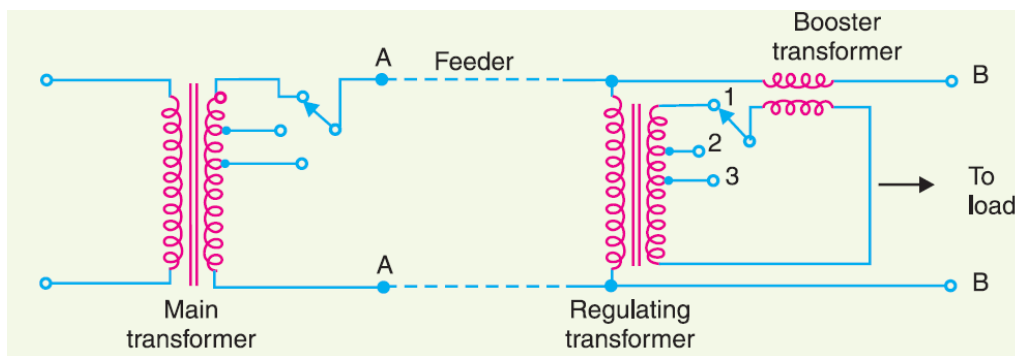 Booster
transformer
A
Feeder
B
1
2
3
To
load
A
B
Main
transformer
Regulating
transformer